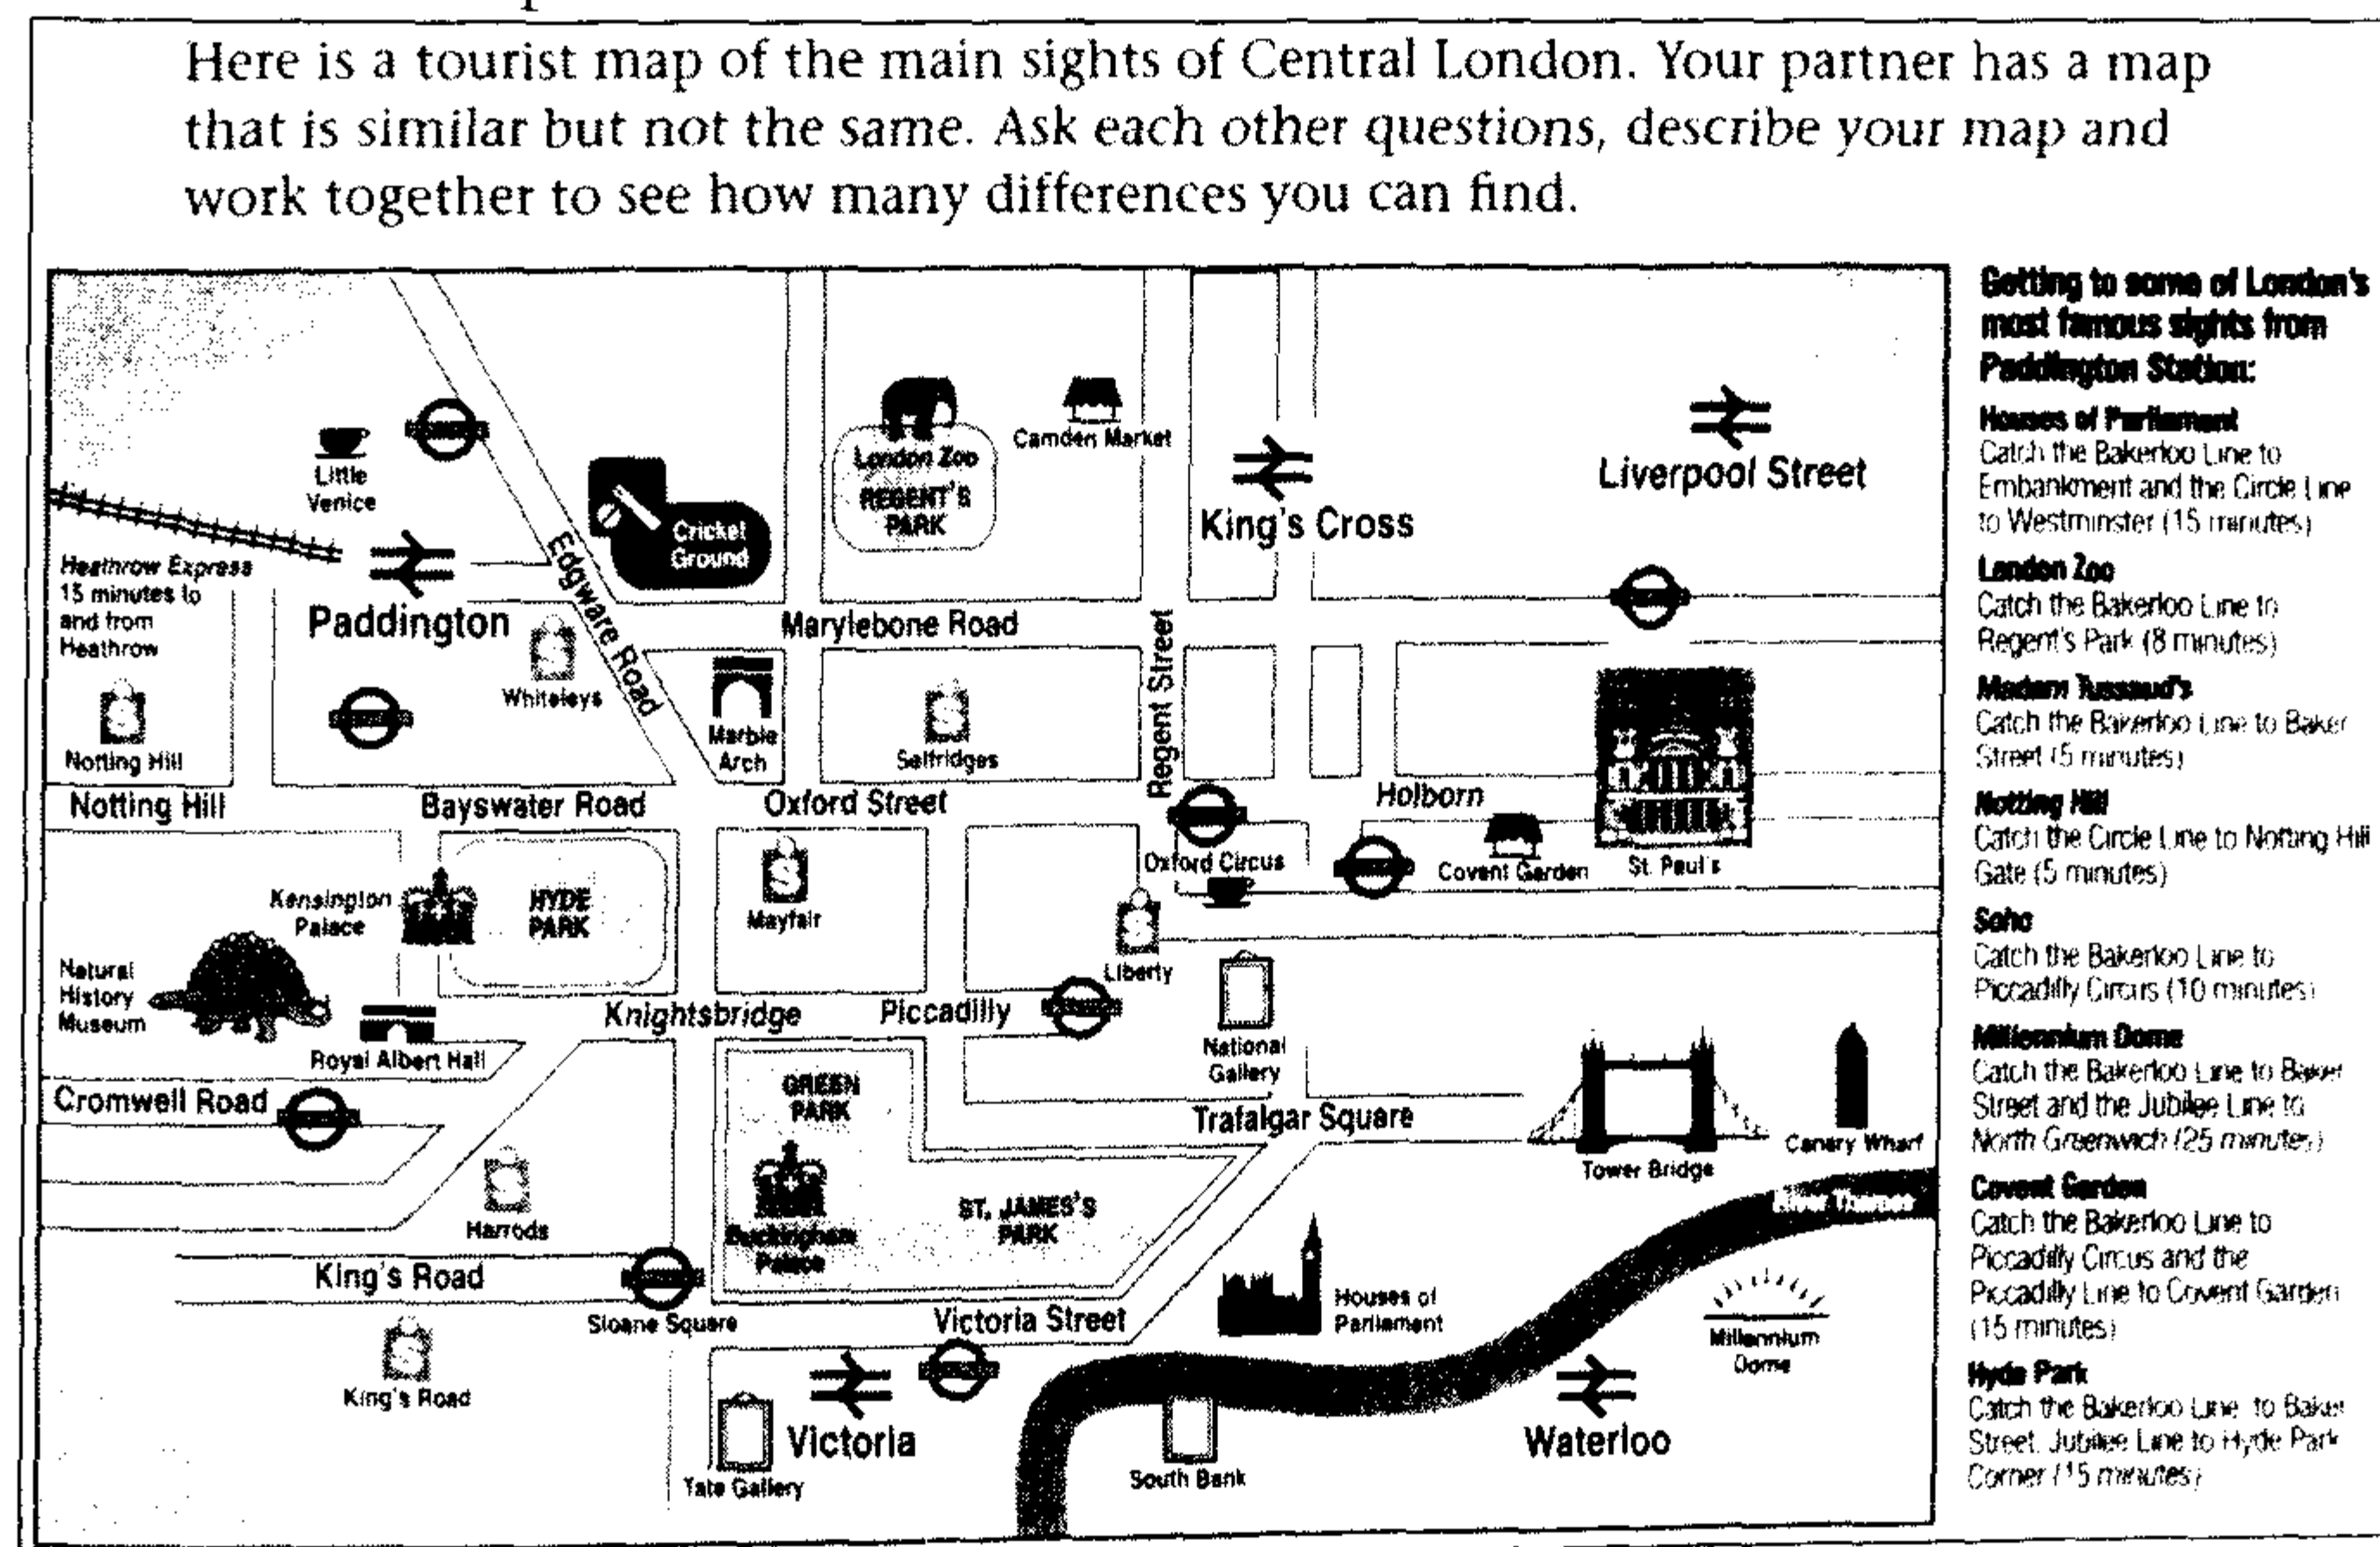 Here is a tourist map of the main sights of Central London. Your partner has a map
that is similar but not the same. Ask each other questions, describe your map and
work together to see how many differences you can find.
Little
Venice
Heathrow Express
15 minutes to
and from
Heathrow
Paddington
Edgware Road
Cricket
Ground
London Zoo
REGENT'S
PARK
Camden Market
King's Cross
Liverpool Street
Marylebone Road
Regent Street
Notting Hill
Whiteleys
Marble
Arch
Selfridges
Notting Hill
Bayswater Road
Oxford Street
Holborn
Oxford Circus
Covent Garden
St. Paul's
Kensington
Palace
HYDE
PARK
Mayfair
Liberty
Natural
History
Museum
Royal Albert Hall
Knightsbridge
Piccadilly
National
Gallery
Cromwell Road
GREEN
PARK
Trafalgar Square
Tower Bridge
Canary Wharf
Harrods
Buckingham
Palace
ST. JAMES'S
PARK
River Thames
King's Road
Sloane Square
Victoria Street
Houses of
Parliament
Millennium
Dome
King's Road
Tate Gallery
Victoria
South Bank
Waterloo
Getting to some of London's
most famous sights from
Paddington Station:
Houses of Parliament
Catch the Bakerloo Line to
Embankment and the Circle Line
to Westminster (15 minutes)
London Zoo
Catch the Bakerloo Line to
Regent's Park (8 minutes)
Madam Tussaud's
Catch the Bakerloo Line to Baker
Street (5 minutes)
Notting Hill
Catch the Circle Line to Notting Hill
Gate (5 minutes)
Soho
Catch the Bakerloo Line to
Piccadilly Circus (10 minutes)
Millennium Dome
Catch the Bakerloo Line to Baker
Street and the Jubilee Line to
North Greenwich (25 minutes)
Covent Garden
Catch the Bakerloo Line to
Piccadilly Circus and the
Piccadilly Line to Covent Garden
(15 minutes)
Hyde Park
Catch the Bakerloo Line to Baker
Street, Jubilee Line to Hyde Park
Corner (15 minutes)